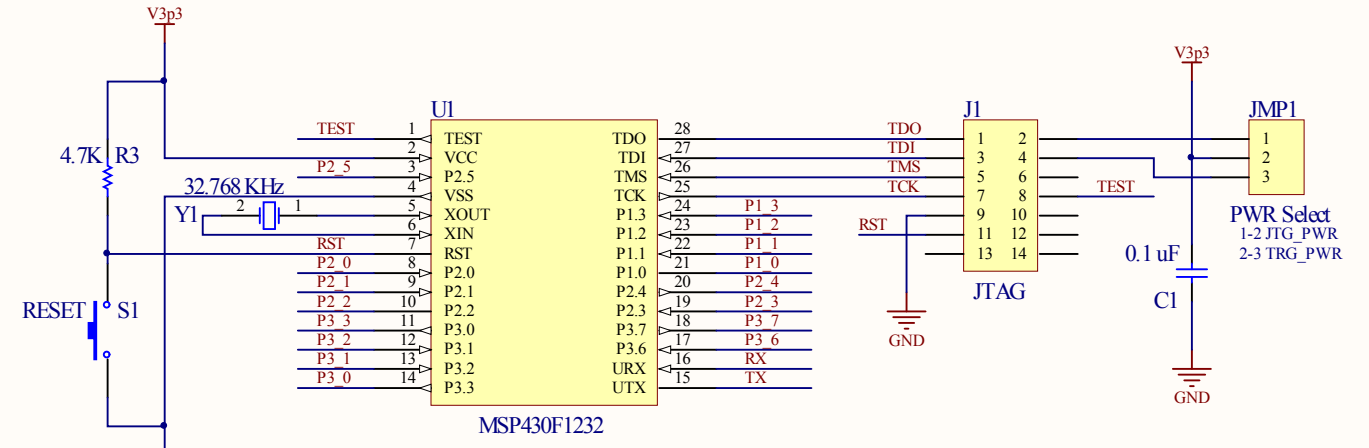 V3p3
V3p3
U1
J1
JMP1
TEST 1 TEST TDO 28 TDO 1 2 1
2 VCC TDI 27 TDI 3 4 2
4.7K R3 P2_5 3 P2.5 TMS 26 TMS 5 6 3
32.768 KHz 4 VSS TCK 25 TCK 7 8 TEST
Y1 2 1 5 XOUT P1.3 24 P1_3 9 10 PWR Select
6 XIN P1.2 23 P1_2 RST 11 12 1-2 JTG_PWR
RST 7 RST P1.1 22 P1_1 13 14 0.1 uF 2-3 TRG_PWR
P2_0 8 P2.0 P1.0 21 P1_0
P2_1 9 P2.1 P2.4 20 P2_4 JTAG C1
RESET S1 P2_2 10 P2.2 P2.3 19 P2_3
P3_3 11 P3.0 P3.7 18 P3_7
P3_2 12 P3.1 P3.6 17 P3_6 GND
P3_1 13 P3.2 URX 16 RX
P3_0 14 P3.3 UTX 15 TX
GND
MSP430F1232